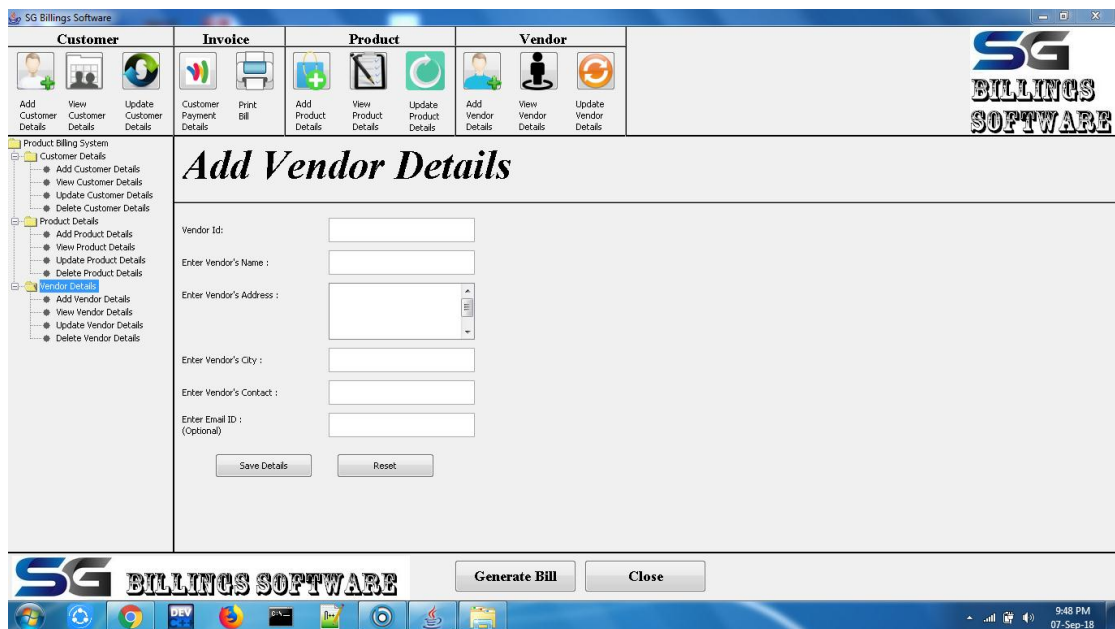 SG Billings Software
Customer
Invoice
Product
Vendor
Add Customer Details
View Customer Details
Update Customer Details
Customer Payment Details
Print Bill
Add Product Details
View Product Details
Update Product Details
Add Vendor Details
View Vendor Details
Update Vendor Details
SG
BILLINGS
SOFTWARE
Product Billing System
Customer Details
Add Customer Details
View Customer Details
Update Customer Details
Delete Customer Details
Product Details
Add Product Details
View Product Details
Update Product Details
Delete Product Details
Vendor Details
Add Vendor Details
View Vendor Details
Update Vendor Details
Delete Vendor Details
Add Vendor Details
Vendor Id:
Enter Vendor's Name :
Enter Vendor's Address :
Enter Vendor's City :
Enter Vendor's Contact :
Enter Email ID :
(Optional)
Save Details
Reset
SG BILLINGS SOFTWARE
Generate Bill
Close
DEV
9:48 PM
07-Sep-18